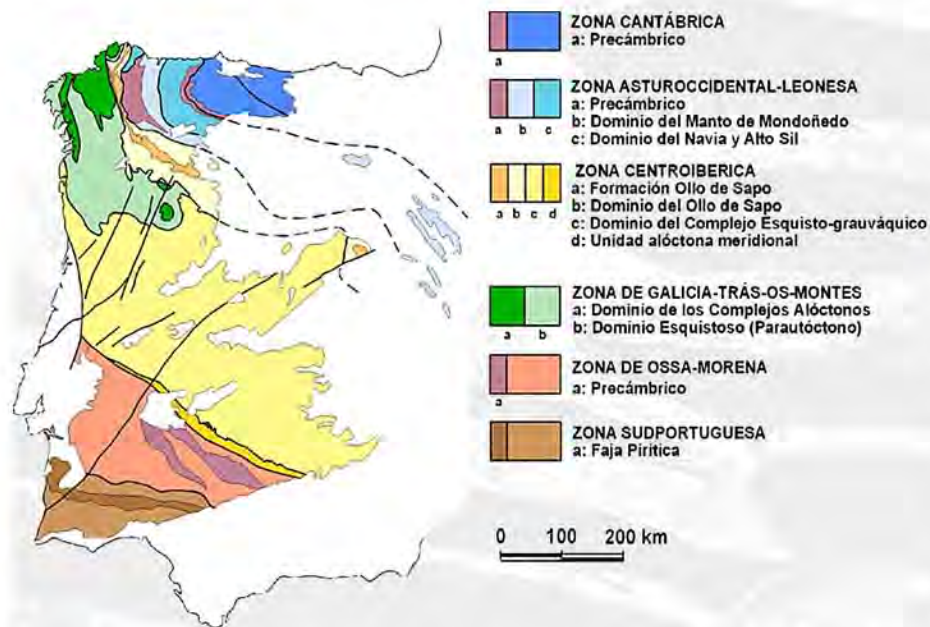 ZONA CANTÁBRICA
a: Precámbrico
a
ZONA ASTUROCCIDENTAL-LEONESA
a: Precámbrico
b: Dominio del Manto de Mondoñedo
c: Dominio del Navia y Alto Sil
a b c
ZONA CENTROIBERICA
a: Formación Ollo de Sapo
b: Dominio del Ollo de Sapo
c: Dominio del Complejo Esquisto-grauváquico
d: Unidad alóctona meridional
a b c d
ZONA DE GALICIA-TRÁS-OS-MONTES
a: Dominio de los Complejos Alóctonos
b: Dominio Esquistoso (Parautóctono)
a b
ZONA DE OSSA-MORENA
a: Precámbrico
a
ZONA SUDPORTUGUESA
a: Faja Pirítica
0 100 200 km